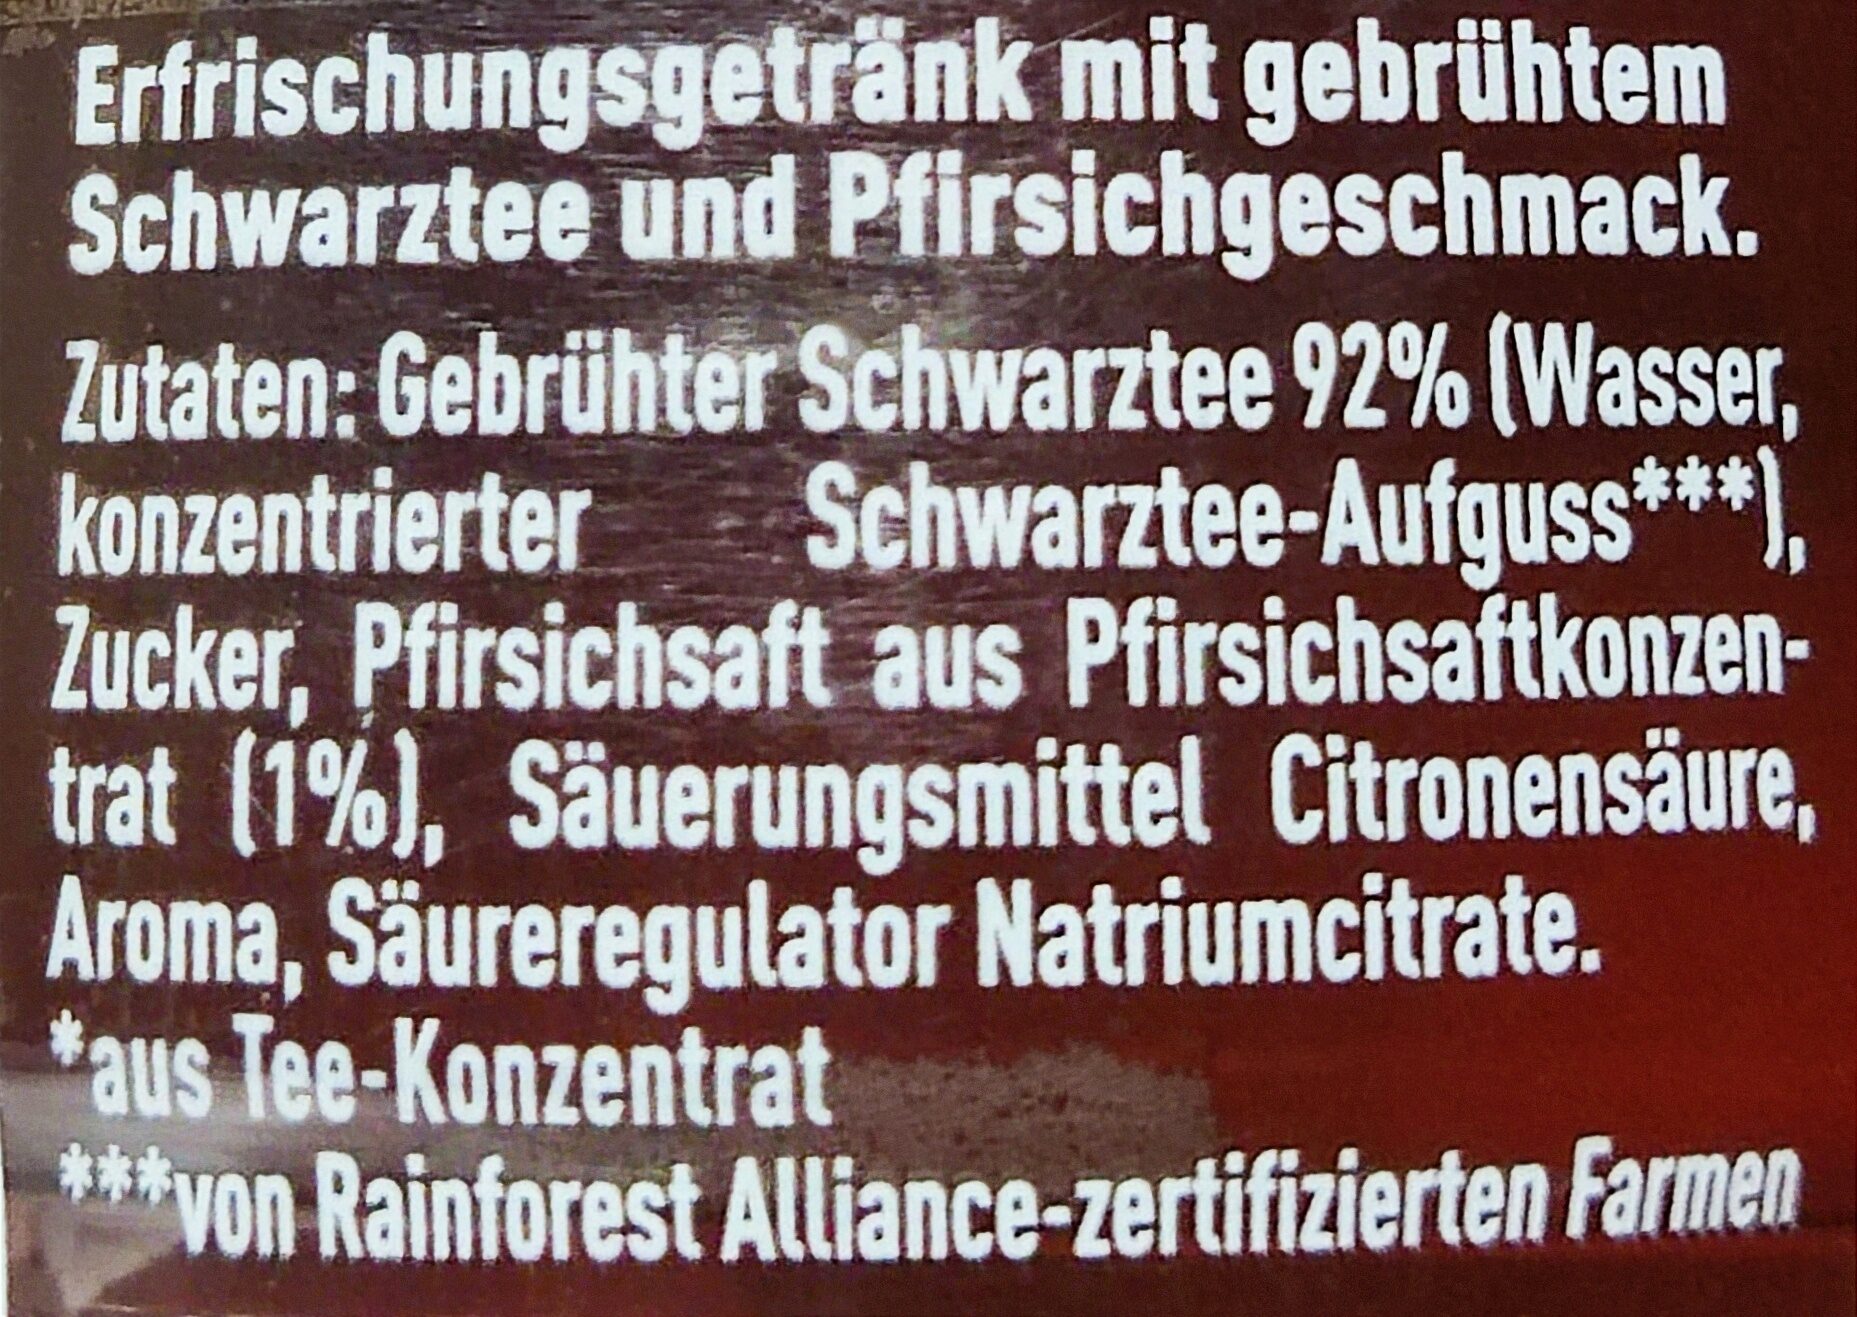 Erfrischungsgetränk mit gebrühtem
Schwarztee und Pfirsichgeschmack.
Zutaten: Gebrühter Schwarztee 92% (Wasser,
konzentrierter Schwarztee-Aufguss***),
Zucker, Pfirsichsaft aus Pfirsichsaftkonzen-
trat (1%), Säuerungsmittel Citronensäure,
Aroma, Säureregulator Natriumcitrate.
*aus Tee-Konzentrat
***von Rainforest Alliance-zertifizierten Farmen